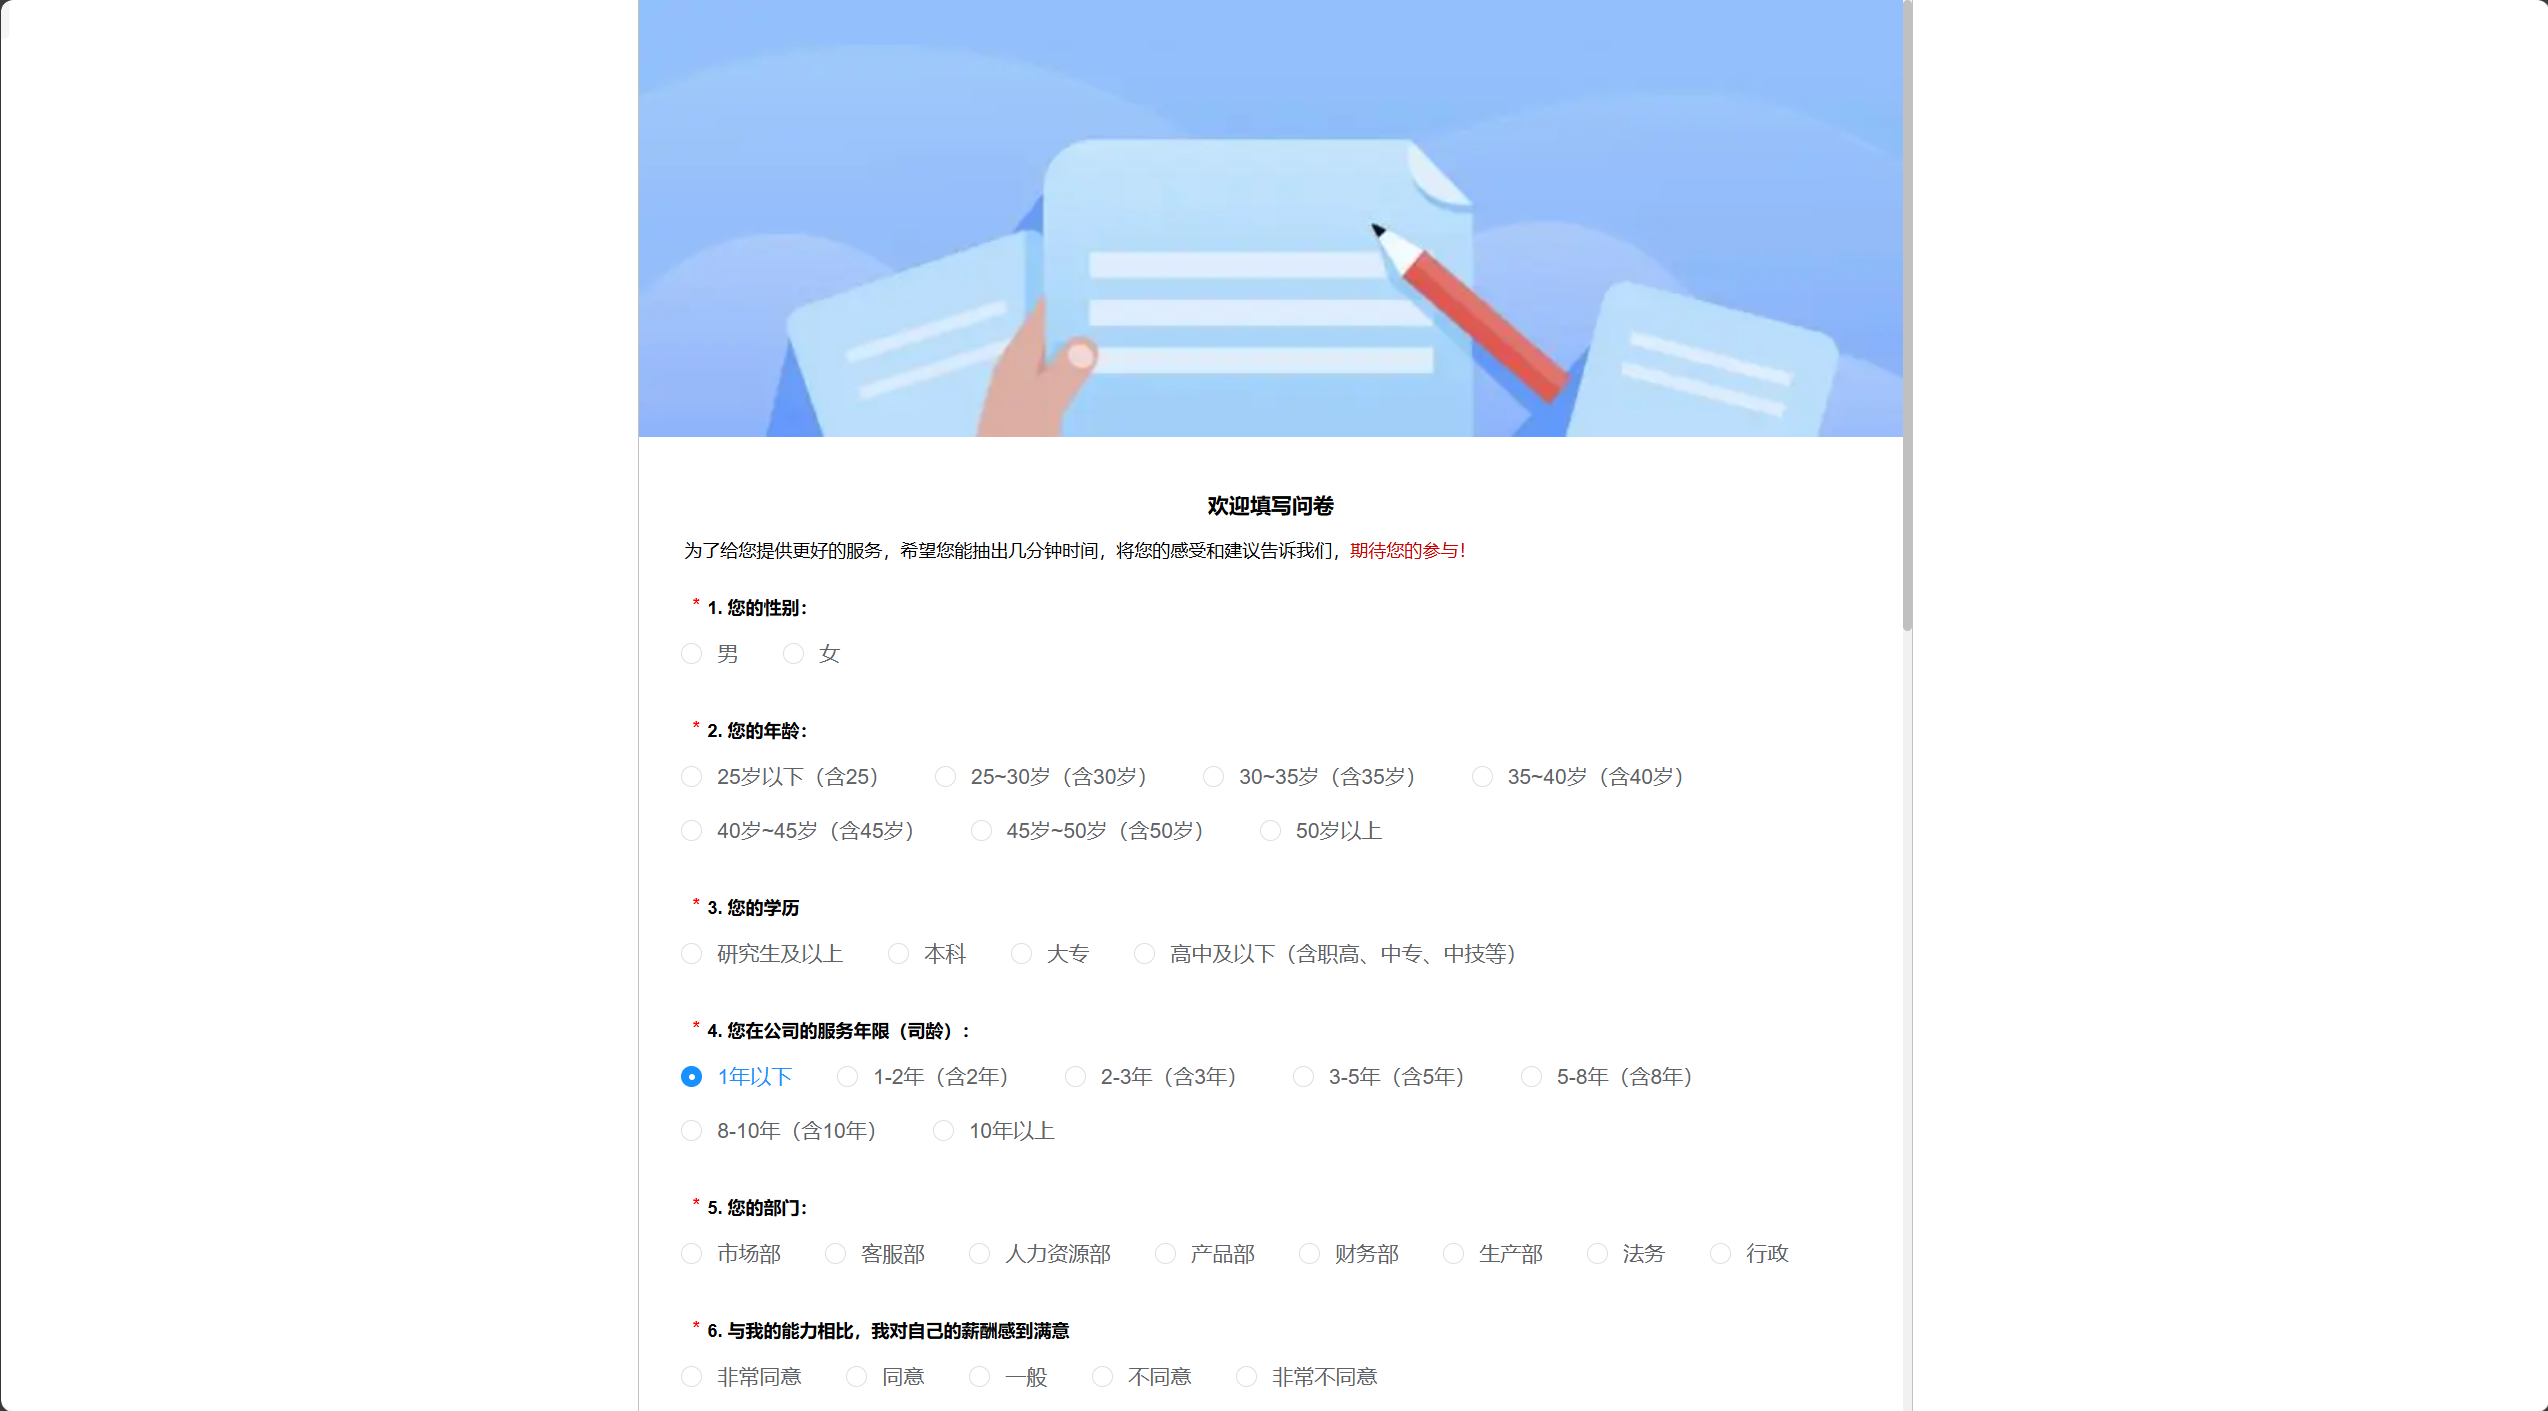 欢迎填写问卷
为了给您提供更好的服务，希望您能抽出几分钟时间，将您的感受和建议告诉我们，期待您的参与！
* 1. 您的性别：
男 女
* 2. 您的年龄：
25岁以下（含25） 25~30岁（含30岁） 30~35岁（含35岁） 35~40岁（含40岁）
40岁~45岁（含45岁） 45岁~50岁（含50岁） 50岁以上
* 3. 您的学历
研究生及以上 本科 大专 高中及以下（含职高、中专、中技等）
* 4. 您在公司的服务年限（司龄）：
1年以下 1-2年（含2年） 2-3年（含3年） 3-5年（含5年） 5-8年（含8年）
8-10年（含10年） 10年以上
* 5. 您的部门：
市场部 客服部 人力资源部 产品部 财务部 生产部 法务 行政
* 6. 与我的能力相比，我对自己的薪酬感到满意
非常同意 同意 一般 不同意 非常不同意